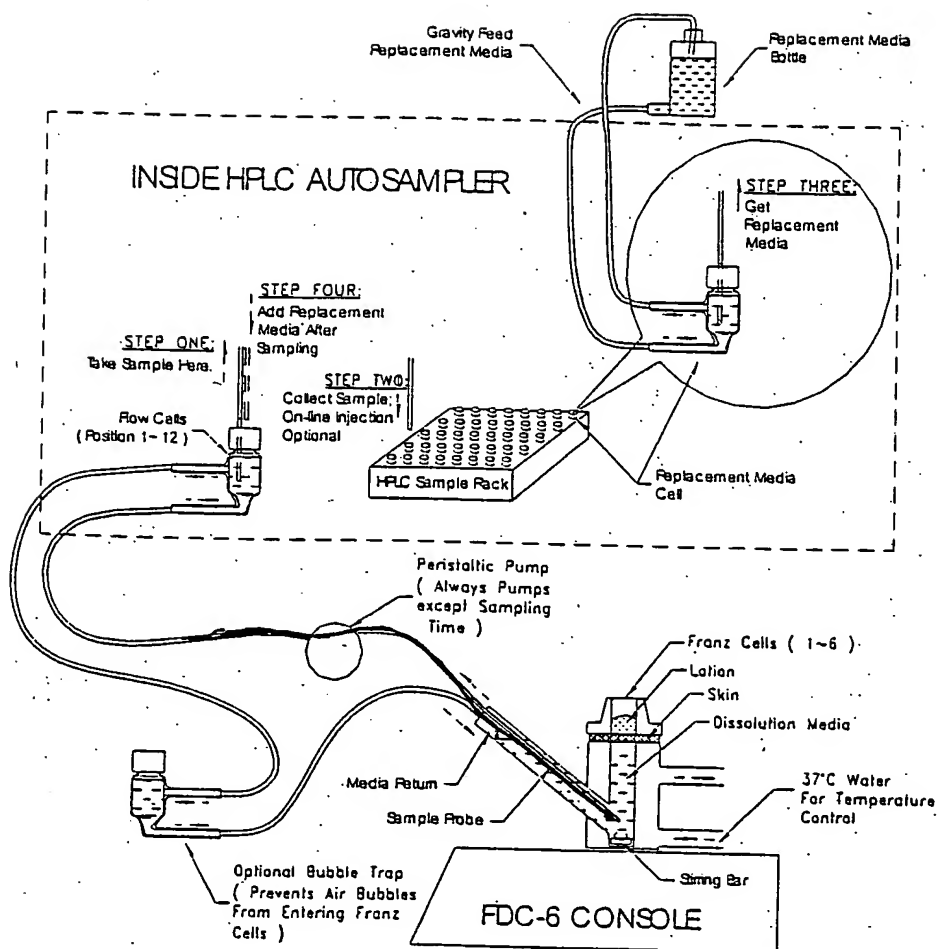 Gravity Feed
Replacement Media
Replacement Media
Bottle
INSIDE HPLC AUTOSAMPLER
STEP THREE:
Get
Replacement
Media
STEP FOUR:
Add Replacement
Media After
Sampling
STEP ONE:
Take Sample Here.
STEP TWO:
Collect Sample;
On-line Injection
Optional
Flow Cells
( Position 1~12 )
HPLC Sample Rack
Replacement Media
Cell
Peristaltic Pump
( Always Pumps
except Sampling
Time )
Franz Cells ( 1~6 )
Lotion
Skin
Dissolution Media
Media Return
Sample Probe
37°C Water
For Temperature
Control
Optional Bubble Trap
( Prevents Air Bubbles
From Entering Franz
Cells )
Stirring Bar
FDC-6 CONSOLE